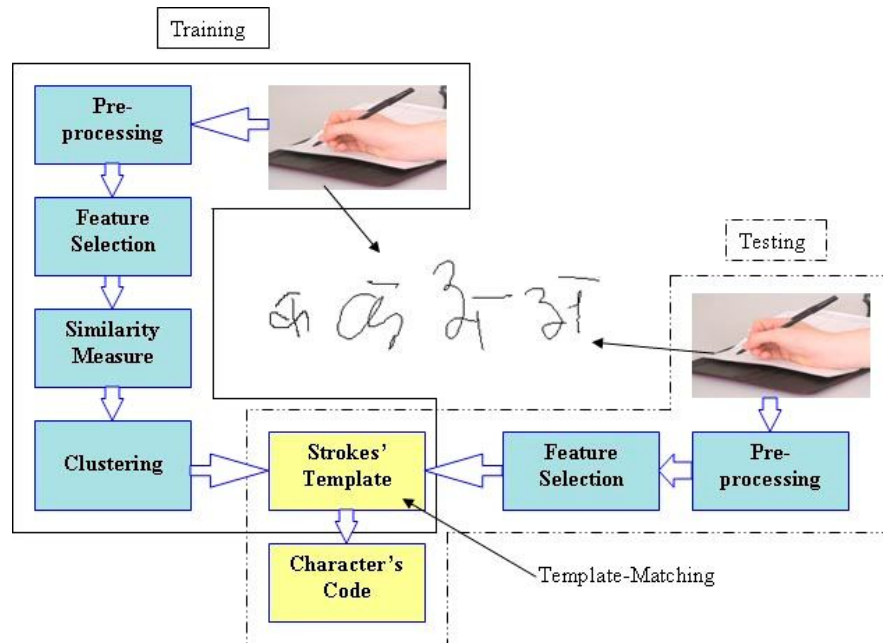 Training
Pre-
processing
Feature
Selection
Testing
Similarity
Measure
Clustering
Strokes'
Template
Feature
Selection
Pre-
processing
Character's
Code
Template-Matching